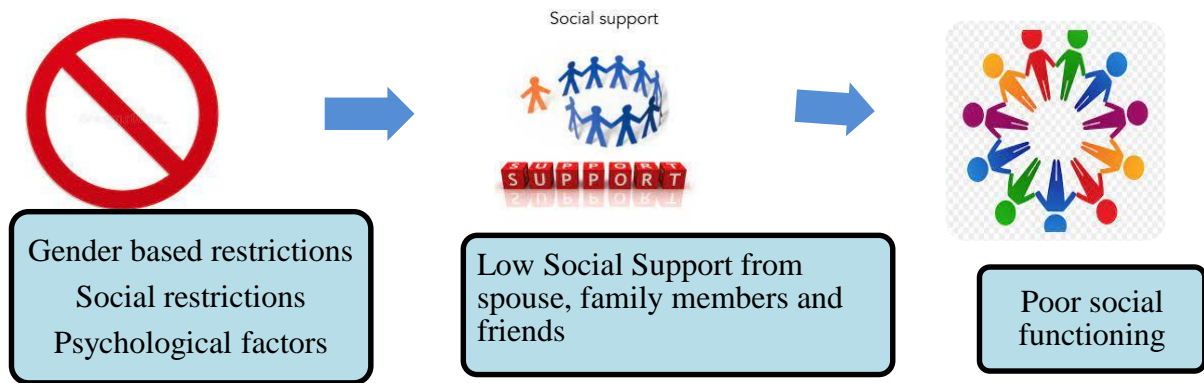 Social support
SUPPORT
Gender based restrictions
Social restrictions
Psychological factors
Low Social Support from
spouse, family members and
friends
Poor social
functioning